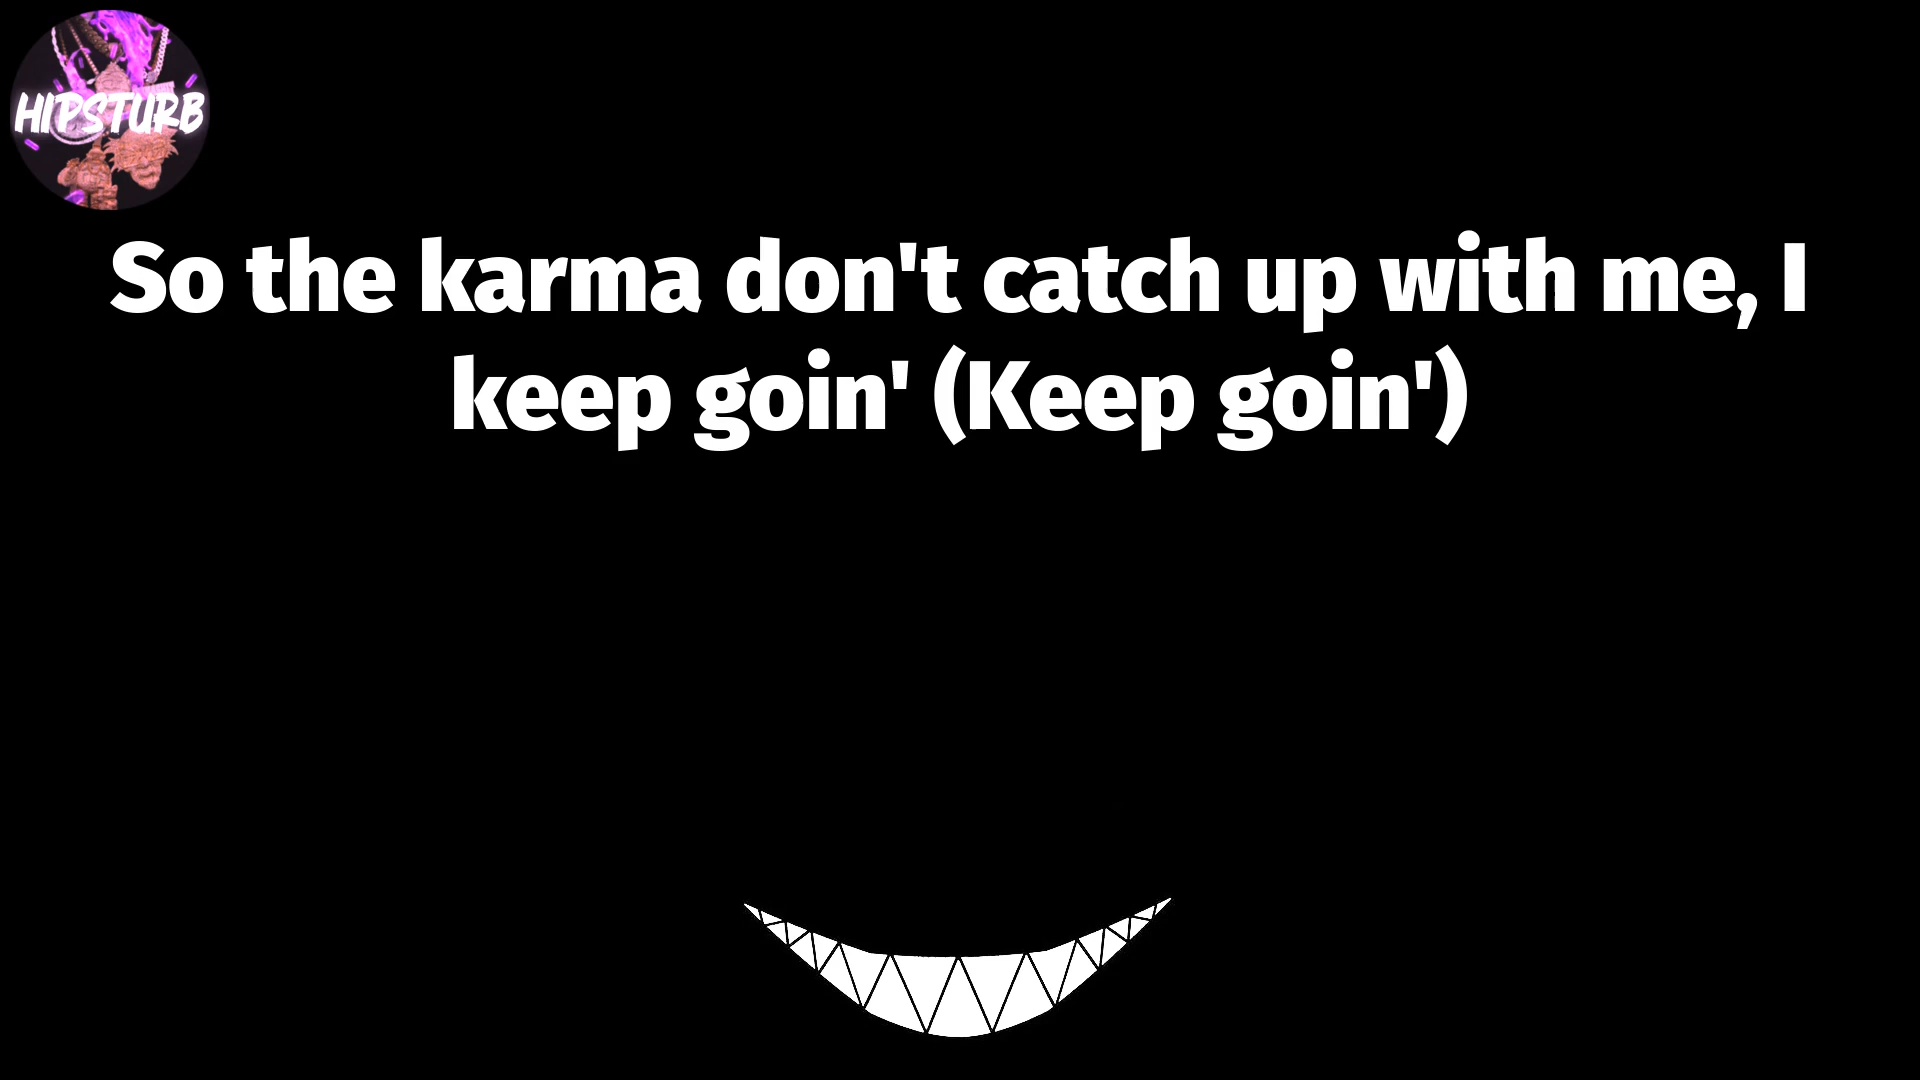 HIPSTURB
So the karma don't catch up with me, I
keep goin' (Keep goin')